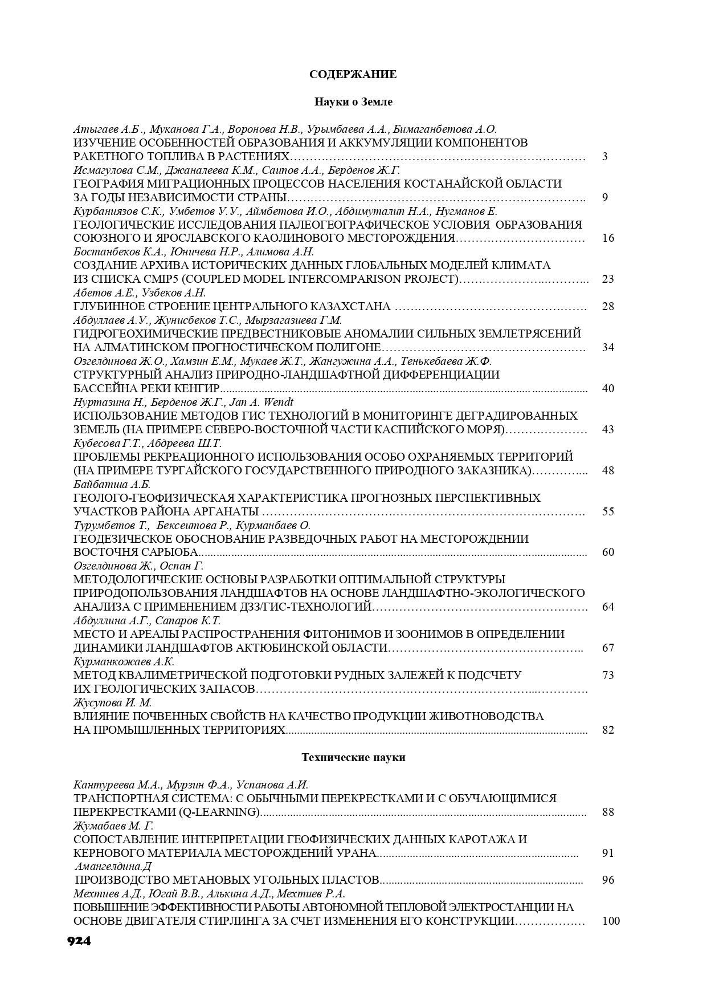 СОДЕРЖАНИЕ
Науки о Земле
Атыгаев А.Б., Муканова Г.А., Воронова Н.В., Урымбаева А.А., Бимаганбетова А.О.
ИЗУЧЕНИЕ ОСОБЕННОСТЕЙ ОБРАЗОВАНИЯ И АККУМУЛЯЦИИ КОМПОНЕНТОВ
РАКЕТНОГО ТОПЛИВА В РАСТЕНИЯХ………………………………………………………………… 3
Исмагулова С.М., Джаналеева К.М., Саипов А.А., Берденов Ж.Г.
ГЕОГРАФИЯ МИГРАЦИОННЫХ ПРОЦЕССОВ НАСЕЛЕНИЯ КОСТАНАЙСКОЙ ОБЛАСТИ
ЗА ГОДЫ НЕЗАВИСИМОСТИ СТРАНЫ…………………………………………………………………. 9
Курбаниязов С.К., Умбетов У.У., Аймбетова И.О., Абдимуталип Н.А., Нугманов Е.
ГЕОЛОГИЧЕСКИЕ ИССЛЕДОВАНИЯ ПАЛЕОГЕОГРАФИЧЕСКОЕ УСЛОВИЯ ОБРАЗОВАНИЯ
СОЮЗНОГО И ЯРОСЛАВСКОГО КАОЛИНОВОГО МЕСТОРОЖДЕНИЯ…………………………… 16
Бостанбеков К.А., Юничева Н.Р., Алимова А.Н.
СОЗДАНИЕ АРХИВА ИСТОРИЧЕСКИХ ДАННЫХ ГЛОБАЛЬНЫХ МОДЕЛЕЙ КЛИМАТА
ИЗ СПИСКА CMIP5 (COUPLED MODEL INTERCOMPARISON PROJECT)…………………..……….. 23
Абетов А.Е., Узбеков А.Н.
ГЛУБИННОЕ СТРОЕНИЕ ЦЕНТРАЛЬНОГО КАЗАХСТАНА …………………………………………. 28
Абдуллаев А.У., Жунисбеков Т.С., Мырзагазиева Г.М.
ГИДРОГЕОХИМИЧЕСКИЕ ПРЕДВЕСТНИКОВЫЕ АНОМАЛИИ СИЛЬНЫХ ЗЕМЛЕТРЯСЕНИЙ
НА АЛМАТИНСКОМ ПРОГНОСТИЧЕСКОМ ПОЛИГОНЕ……………………………………………. 34
Озгелдинова Ж.О., Хамзин Е.М., Мукаев Ж.Т., Жангужина А.А., Тенькебаева Ж.Ф.
СТРУКТУРНЫЙ АНАЛИЗ ПРИРОДНО-ЛАНДШАФТНОЙ ДИФФЕРЕНЦИАЦИИ
БАССЕЙНА РЕКИ КЕНГИР............................................................................................................................ 40
Нуртазина Н., Берденов Ж.Г., Jan A. Wendt
ИСПОЛЬЗОВАНИЕ МЕТОДОВ ГИС ТЕХНОЛОГИЙ В МОНИТОРИНГЕ ДЕГРАДИРОВАННЫХ
ЗЕМЕЛЬ (НА ПРИМЕРЕ СЕВЕРО-ВОСТОЧНОЙ ЧАСТИ КАСПИЙСКОГО МОРЯ)………………… 43
Кубесова Г.Т., Абдреева Ш.Т.
ПРОБЛЕМЫ РЕКРЕАЦИОННОГО ИСПОЛЬЗОВАНИЯ ОСОБО ОХРАНЯЕМЫХ ТЕРРИТОРИЙ
(НА ПРИМЕРЕ ТУРГАЙСКОГО ГОСУДАРСТВЕННОГО ПРИРОДНОГО ЗАКАЗНИКА)…………... 48
Байбатша А.Б.
ГЕОЛОГО-ГЕОФИЗИЧЕСКАЯ ХАРАКТЕРИСТИКА ПРОГНОЗНЫХ ПЕРСПЕКТИВНЫХ
УЧАСТКОВ РАЙОНА АРГАНАТЫ ………………………………………………………………………. 55
Турумбетов Т., Бексеитова Р., Курманбаев О.
ГЕОДЕЗИЧЕСКОЕ ОБОСНОВАНИЕ РАЗВЕДОЧНЫХ РАБОТ НА МЕСТОРОЖДЕНИИ
ВОСТОЧНЯ САРЫОБА................................................................................................................................... 60
Озгелдинова Ж., Оспан Г.
МЕТОДОЛОГИЧЕСКИЕ ОСНОВЫ РАЗРАБОТКИ ОПТИМАЛЬНОЙ СТРУКТУРЫ
ПРИРОДОПОЛЬЗОВАНИЯ ЛАНДШАФТОВ НА ОСНОВЕ ЛАНДШАФТНО-ЭКОЛОГИЧЕСКОГО
АНАЛИЗА С ПРИМЕНЕНИЕМ ДЗЗ/ГИС-ТЕХНОЛОГИЙ………………………………………………. 64
Абдуллина А.Г., Сапаров К.Т.
МЕСТО И АРЕАЛЫ РАСПРОСТРАНЕНИЯ ФИТОНИМОВ И ЗООНИМОВ В ОПРЕДЕЛЕНИИ
ДИНАМИКИ ЛАНДШАФТОВ АКТЮБИНСКОЙ ОБЛАСТИ………………………………………….. 67
Курманкожаев А.К.
МЕТОД КВАЛИМЕТРИЧЕСКОЙ ПОДГОТОВКИ РУДНЫХ ЗАЛЕЖЕЙ К ПОДСЧЕТУ 73
ИХ ГЕОЛОГИЧЕСКИХ ЗАПАСОВ……………………………………………………………..………….
Жусупова И. М.
ВЛИЯНИЕ ПОЧВЕННЫХ СВОЙСТВ НА КАЧЕСТВО ПРОДУКЦИИ ЖИВОТНОВОДСТВА
НА ПРОМЫШЛЕННЫХ ТЕРРИТОРИЯХ...................................................................................................... 82
Технические науки
Кантуреева М.А., Мурзин Ф.А., Успанова А.И.
ТРАНСПОРТНАЯ СИСТЕМА: С ОБЫЧНЫМИ ПЕРЕКРЕСТКАМИ И С ОБУЧАЮЩИМИСЯ
ПЕРЕКРЕСТКАМИ (Q-LEARNING).............................................................................................................. 88
Жумабаев М. Г.
СОПОСТАВЛЕНИЕ ИНТЕРПРЕТАЦИИ ГЕОФИЗИЧЕСКИХ ДАННЫХ КАРОТАЖА И
КЕРНОВОГО МАТЕРИАЛА МЕСТОРОЖДЕНИЙ УРАНА.................................................................... 91
Амангелдина.Д
ПРОИЗВОДСТВО МЕТАНОВЫХ УГОЛЬНЫХ ПЛАСТОВ.................................................................... 96
Мехтиев А.Д., Югай В.В., Алькина А.Д., Мехтиев Р.А.
ПОВЫШЕНИЕ ЭФФЕКТИВНОСТИ РАБОТЫ АВТОНОМНОЙ ТЕПЛОВОЙ ЭЛЕКТРОСТАНЦИИ НА
ОСНОВЕ ДВИГАТЕЛЯ СТИРЛИНГА ЗА СЧЕТ ИЗМЕНЕНИЯ ЕГО КОНСТРУКЦИИ……………… 100
924